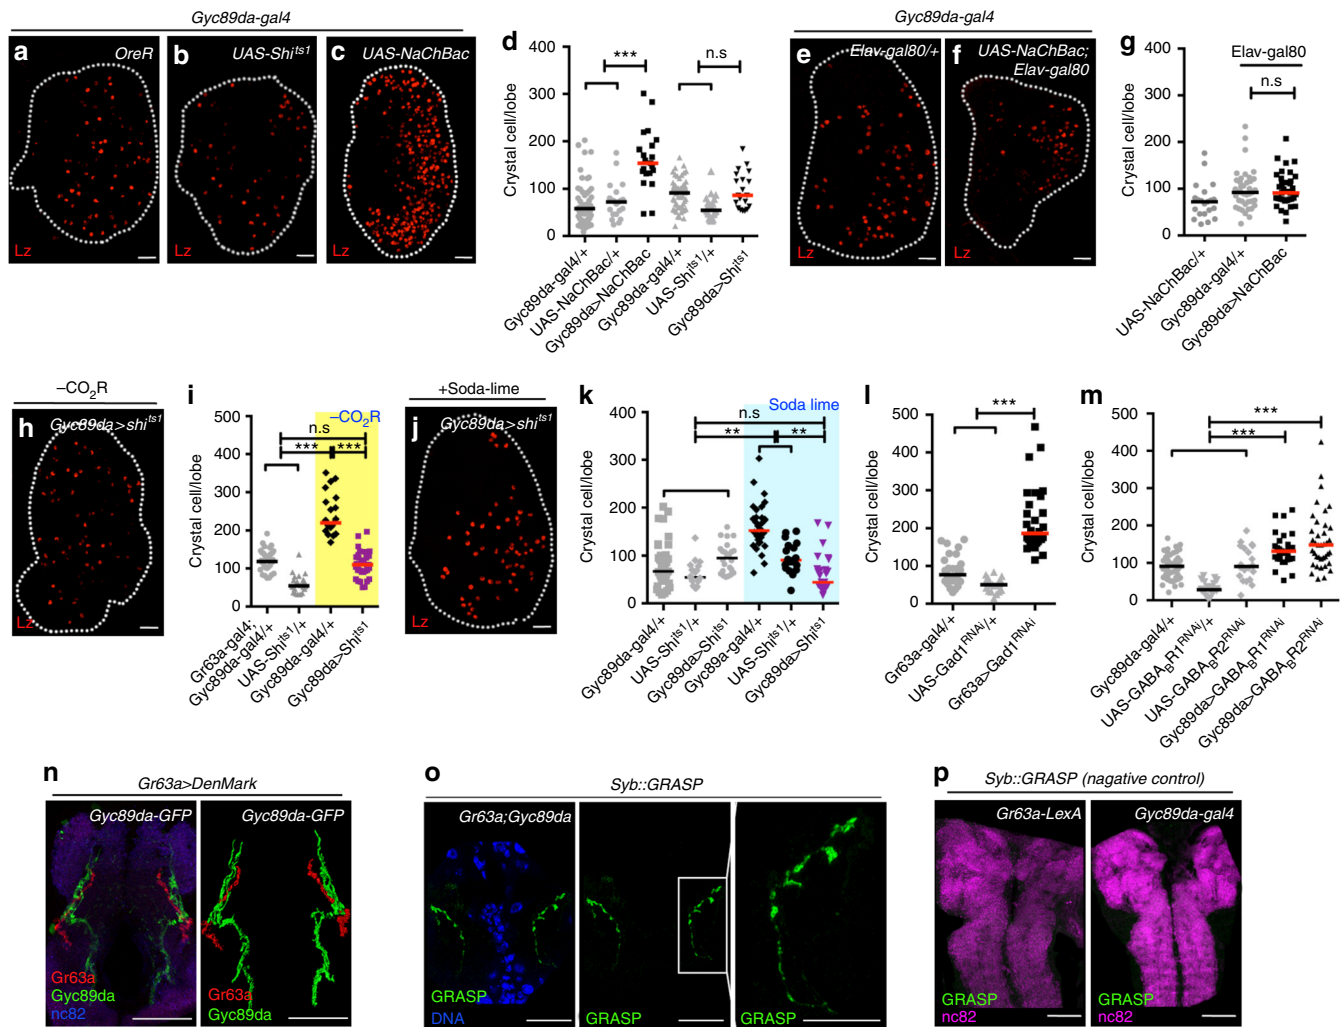 Gyc89da-gal4
a
OreR
Lz
b
UAS-Shi^ts1
c
UAS-NaChBac
d
Crystal cell/lobe
400
300
200
100
0
***
n.s
Gyc89da-gal4/+
UAS-NaChBac/+
Gyc89da>NaChBac
Gyc89da-gal4/+
UAS-Shi^ts1/+
Gyc89da>Shi^ts1
Gyc89da-gal4
e
Elav-gal80/+
Lz
f
UAS-NaChBac;
Elav-gal80
Lz
g
Crystal cell/lobe
400
300
200
100
0
Elav-gal80
n.s
UAS-NaChBac/+
Gyc89da-gal4/+
Gyc89da>NaChBac
–CO2R
h
Gyc89da>shi^ts1
Lz
i
Crystal cell/lobe
500
400
300
200
100
0
–CO2R
n.s
***
***
Gr63a-gal4;
Gyc89da-gal4/+
UAS-Shi^ts1/+
Gyc89da-gal4/+
Gyc89da>Shi^ts1
+Soda-lime
j
Gyc89da>shi^ts1
Lz
k
Crystal cell/lobe
400
300
200
100
0
Soda lime
n.s
**
**
Gyc89da-gal4/+
UAS-Shi^ts1/+
Gyc89da>Shi^ts1
Gyc89a-gal4/+
UAS-Shi^ts1/+
Gyc89da>Shi^ts1
l
Crystal cell/lobe
500
400
300
200
100
0
***
Gr63a-gal4/+
UAS-Gad1^RNAi/+
Gr63a>Gad1^RNAi
m
Crystal cell/lobe
500
400
300
200
100
0
***
***
Gyc89da-gal4/+
UAS-GABA_BR1^RNAi/+
UAS-GABA_BR2^RNAi
Gyc89da>GABA_BR1^RNAi
Gyc89da>GABA_BR2^RNAi
n
Gr63a>DenMark
Gyc89da-GFP
Gr63a
Gyc89da
nc82
Gyc89da-GFP
Gr63a
Gyc89da
o
Syb::GRASP
Gr63a;Gyc89da
GRASP
DNA
GRASP
GRASP
p
Syb::GRASP (nagative control)
Gr63a-LexA
GRASP
nc82
Gyc89da-gal4
GRASP
nc82